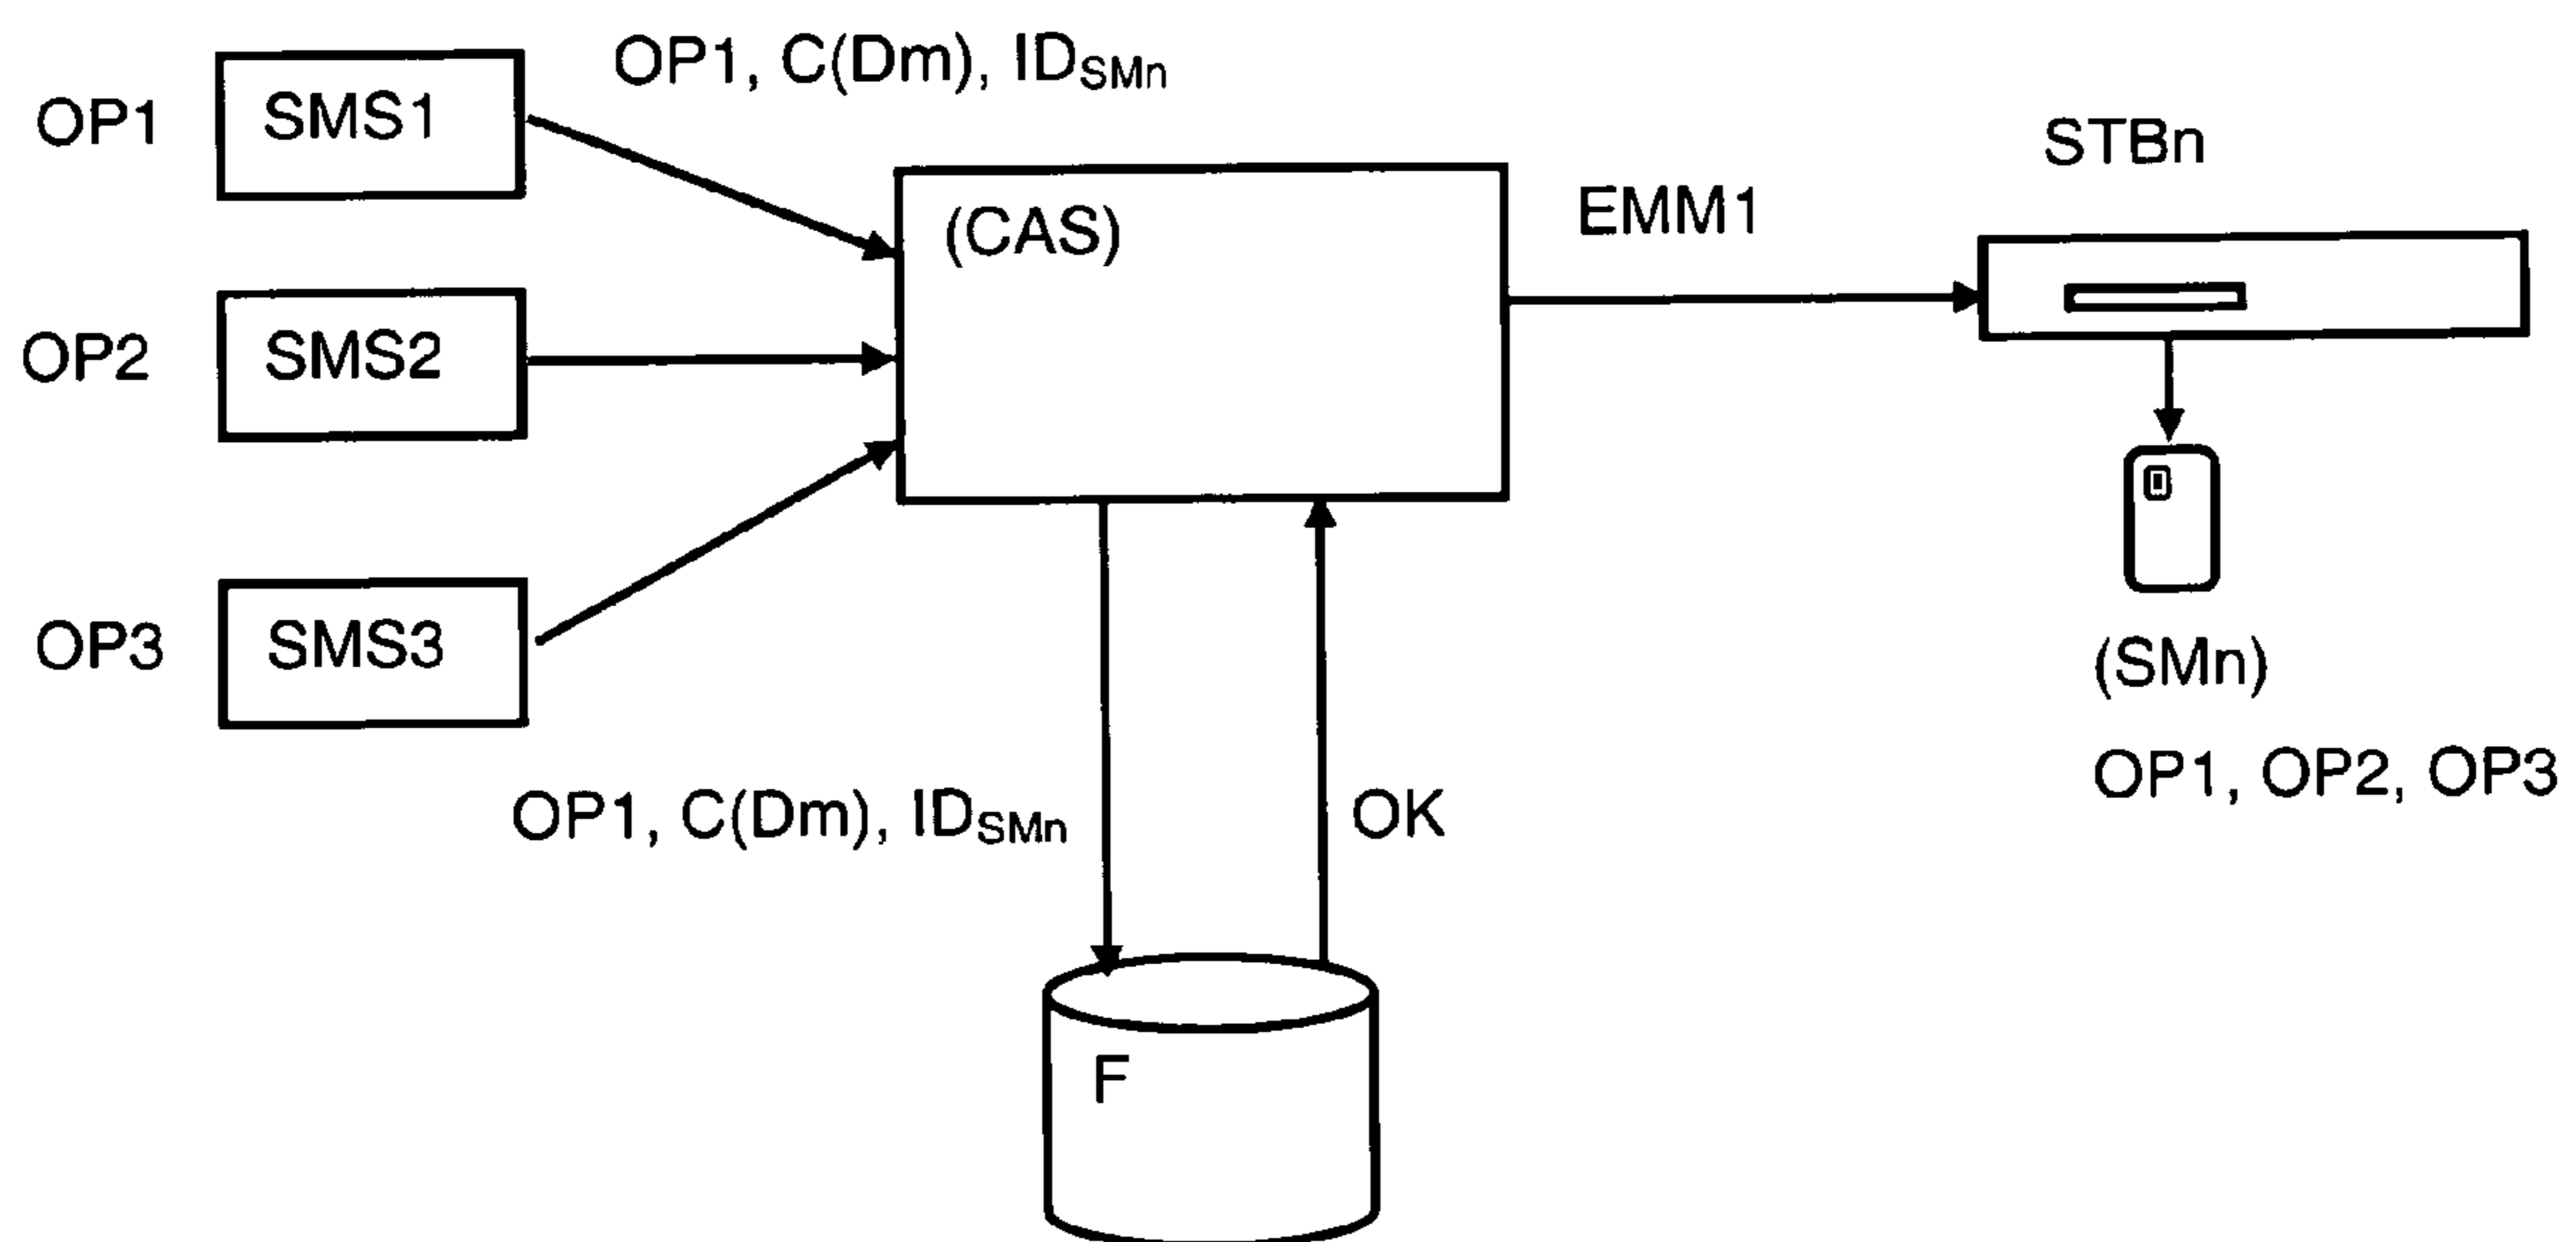 OP1, C(Dm), IDSMn
OP1
SMS1
STBn
EMM1
(CAS)
OP2
SMS2
OP3
SMS3
(SMn)
OP1, OP2, OP3
OP1, C(Dm), IDSMn
OK
F